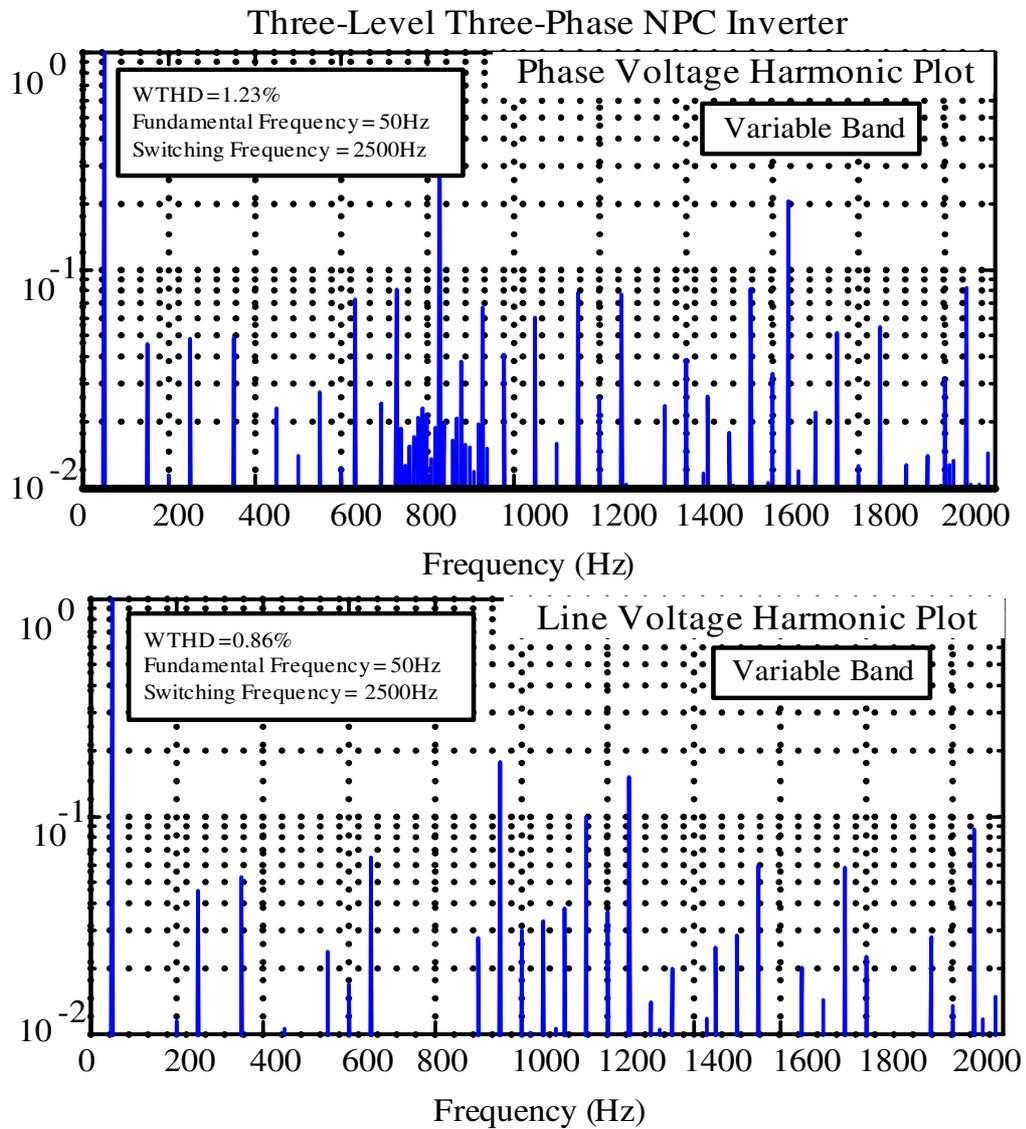 Three-Level Three-Phase NPC Inverter
10 0
Phase Voltage Harmonic Plot
WTHD=1.23%
Fundamental Frequency=50Hz
Switching Frequency=2500Hz
Variable Band
10 -1
10 -2
0 200 400 600 800 1000 1200 1400 1600 1800 2000
Frequency (Hz)
10 0
Line Voltage Harmonic Plot
WTHD=0.86%
Fundamental Frequency=50Hz
Switching Frequency= 2500Hz
Variable Band
10 -1
10 -2
0 200 400 600 800 1000 1200 1400 1600 1800 2000
Frequency (Hz)